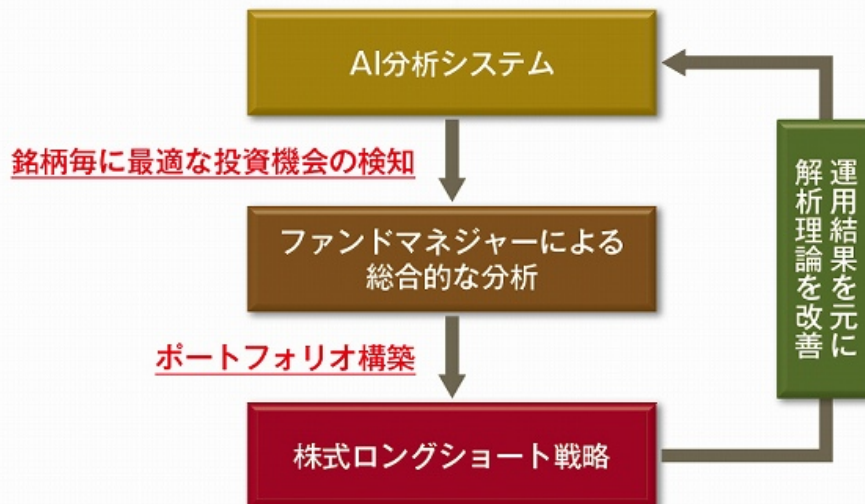 AI分析システム
銘柄毎に最適な投資機会の検知
ファンドマネジャーによる
総合的な分析
ポートフォリオ構築
株式ロングショート戦略
運用結果を元に
解析理論を改善